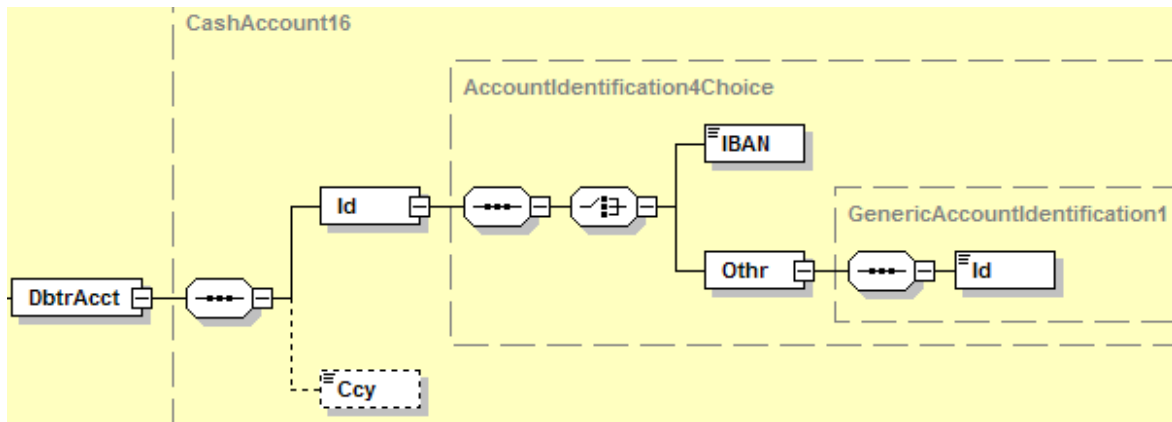 CashAccount16
AccountIdentification4Choice
IBAN
Id
GenericAccountIdentification1
DbtrAcct
Othr
Id
Ccy